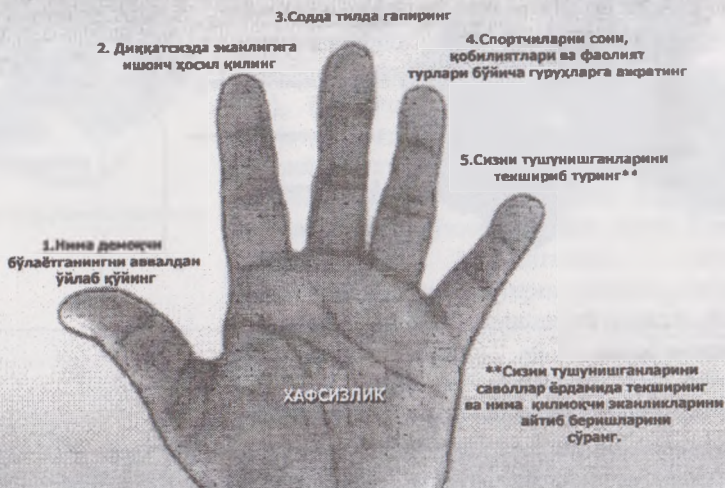 3.Содда тилда гапиринг
2. Диққатсизда эканлигига
ишонч ҳосил қилинг
4.Спортчиларни сони,
қобилиятлари ва фаолият
турлари бўйича гуруҳларга ажратинг
5.Сизни тушунишганларини
текшириб туринг**
1.Нима демоқчи
бўлаётганингни аввалдан
ўйлаб қўйинг
ХАФСИЗЛИК
**Сизни тушунишганларини
саволлар ёрдамида текширинг
ва нима қилмоқчи эканликларини
айтиб беришларини
сўранг.